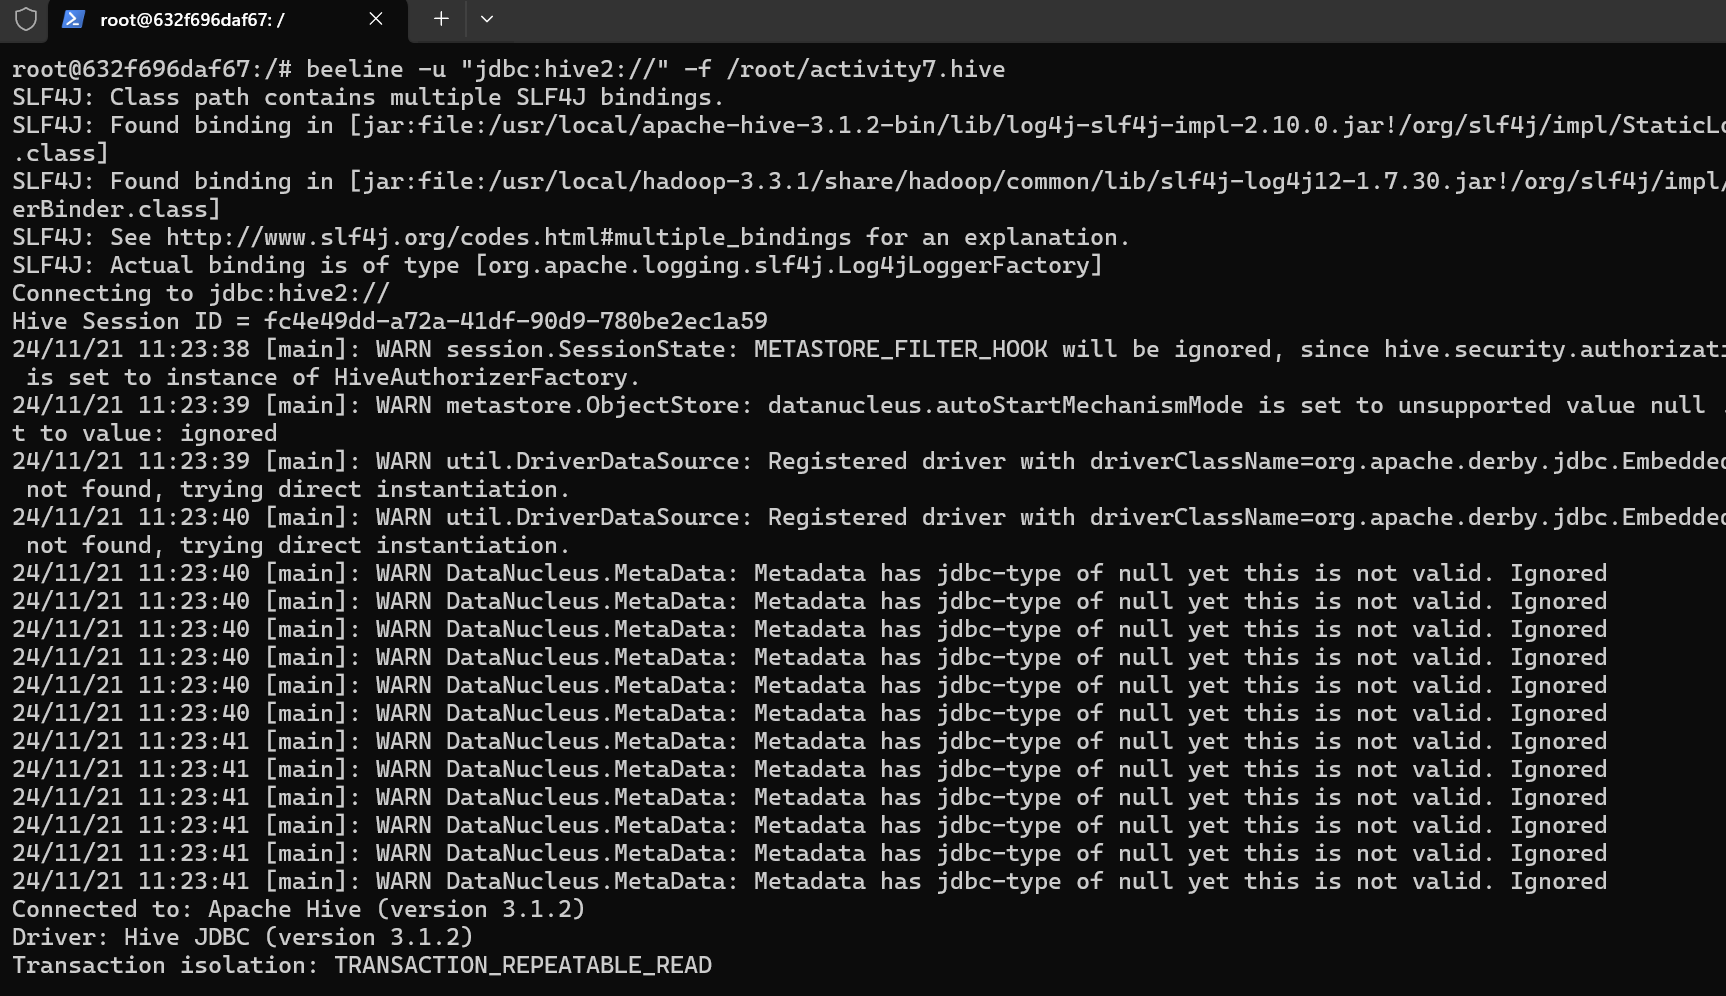 root@632f696daf67: /
root@632f696daf67:/# beeline -u "jdbc:hive2://" -f /root/activity7.hive
SLF4J: Class path contains multiple SLF4J bindings.
SLF4J: Found binding in [jar:file:/usr/local/apache-hive-3.1.2-bin/lib/log4j-slf4j-impl-2.10.0.jar!/org/slf4j/impl/StaticLo
.class]
SLF4J: Found binding in [jar:file:/usr/local/hadoop-3.3.1/share/hadoop/common/lib/slf4j-log4j12-1.7.30.jar!/org/slf4j/impl/
erBinder.class]
SLF4J: See http://www.slf4j.org/codes.html#multiple_bindings for an explanation.
SLF4J: Actual binding is of type [org.apache.logging.slf4j.Log4jLoggerFactory]
Connecting to jdbc:hive2://
Hive Session ID = fc4e49dd-a72a-41df-90d9-780be2ec1a59
24/11/21 11:23:38 [main]: WARN session.SessionState: METASTORE_FILTER_HOOK will be ignored, since hive.security.authorizati
is set to instance of HiveAuthorizerFactory.
24/11/21 11:23:39 [main]: WARN metastore.ObjectStore: datanucleus.autoStartMechanismMode is set to unsupported value null .
t to value: ignored
24/11/21 11:23:39 [main]: WARN util.DriverDataSource: Registered driver with driverClassName=org.apache.derby.jdbc.Embedded
not found, trying direct instantiation.
24/11/21 11:23:40 [main]: WARN util.DriverDataSource: Registered driver with driverClassName=org.apache.derby.jdbc.Embedded
not found, trying direct instantiation.
24/11/21 11:23:40 [main]: WARN DataNucleus.MetaData: Metadata has jdbc-type of null yet this is not valid. Ignored
24/11/21 11:23:40 [main]: WARN DataNucleus.MetaData: Metadata has jdbc-type of null yet this is not valid. Ignored
24/11/21 11:23:40 [main]: WARN DataNucleus.MetaData: Metadata has jdbc-type of null yet this is not valid. Ignored
24/11/21 11:23:40 [main]: WARN DataNucleus.MetaData: Metadata has jdbc-type of null yet this is not valid. Ignored
24/11/21 11:23:40 [main]: WARN DataNucleus.MetaData: Metadata has jdbc-type of null yet this is not valid. Ignored
24/11/21 11:23:40 [main]: WARN DataNucleus.MetaData: Metadata has jdbc-type of null yet this is not valid. Ignored
24/11/21 11:23:41 [main]: WARN DataNucleus.MetaData: Metadata has jdbc-type of null yet this is not valid. Ignored
24/11/21 11:23:41 [main]: WARN DataNucleus.MetaData: Metadata has jdbc-type of null yet this is not valid. Ignored
24/11/21 11:23:41 [main]: WARN DataNucleus.MetaData: Metadata has jdbc-type of null yet this is not valid. Ignored
24/11/21 11:23:41 [main]: WARN DataNucleus.MetaData: Metadata has jdbc-type of null yet this is not valid. Ignored
24/11/21 11:23:41 [main]: WARN DataNucleus.MetaData: Metadata has jdbc-type of null yet this is not valid. Ignored
24/11/21 11:23:41 [main]: WARN DataNucleus.MetaData: Metadata has jdbc-type of null yet this is not valid. Ignored
Connected to: Apache Hive (version 3.1.2)
Driver: Hive JDBC (version 3.1.2)
Transaction isolation: TRANSACTION_REPEATABLE_READ